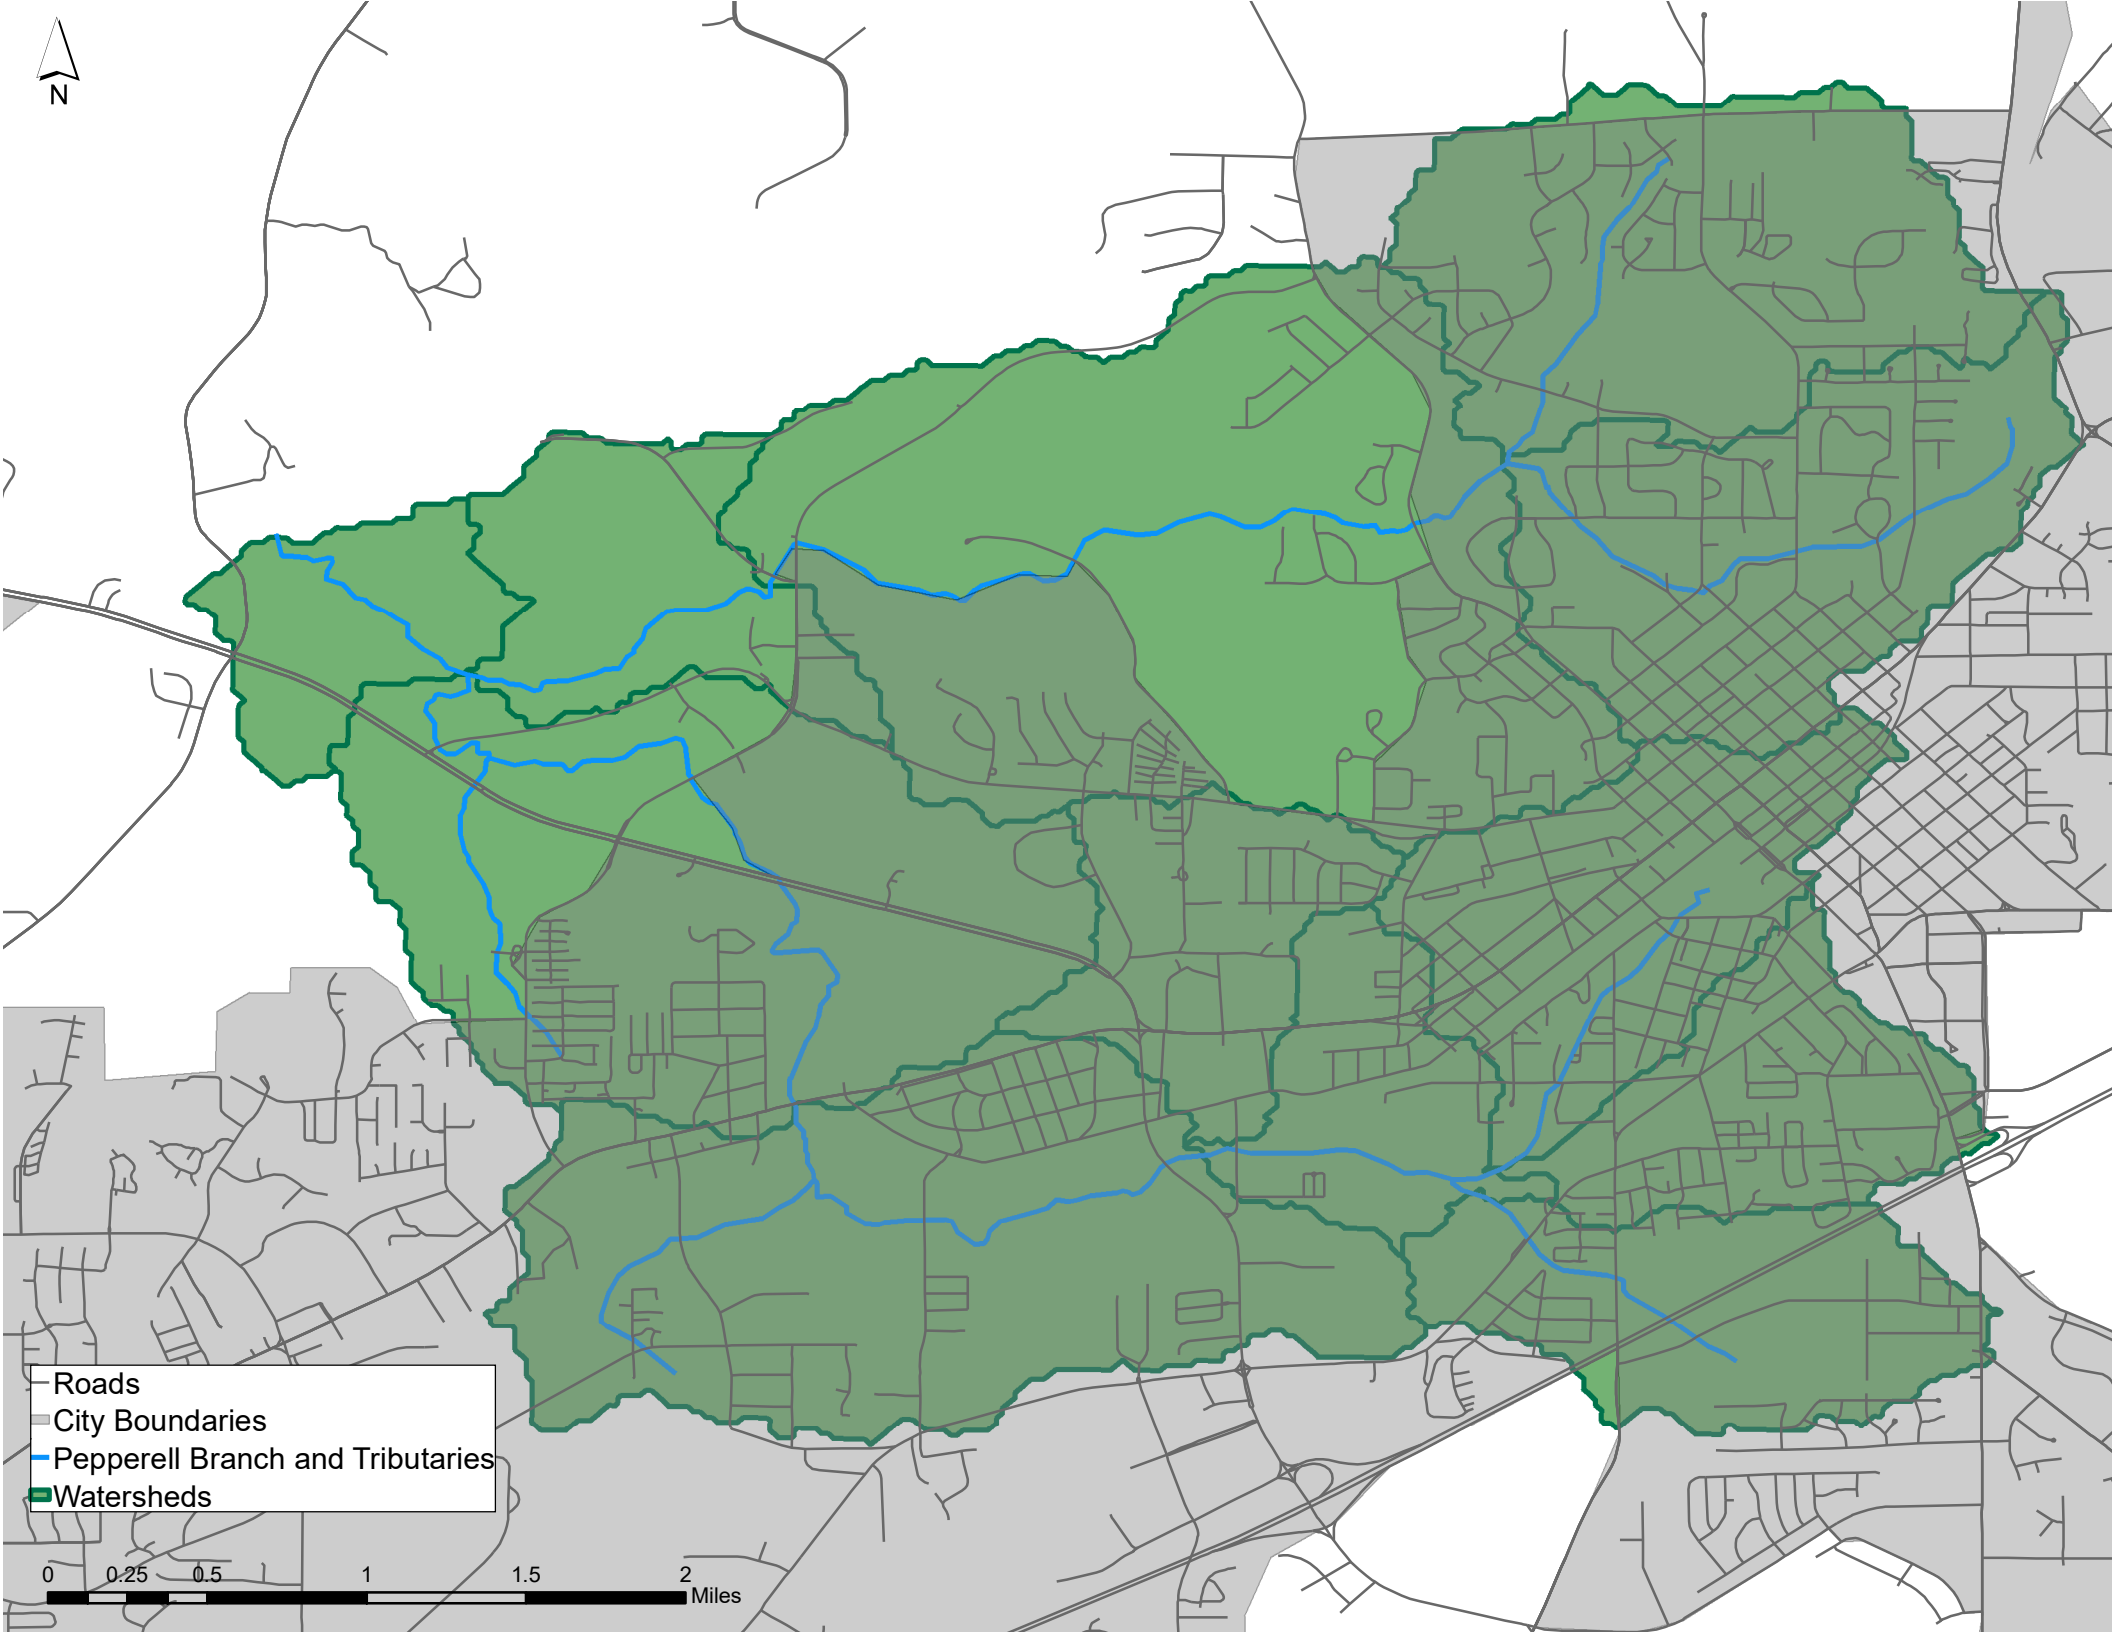 N
Roads
City Boundaries
Pepperell Branch and Tributaries
Watersheds
0 0.25 0.5 1 1.5 2
Miles